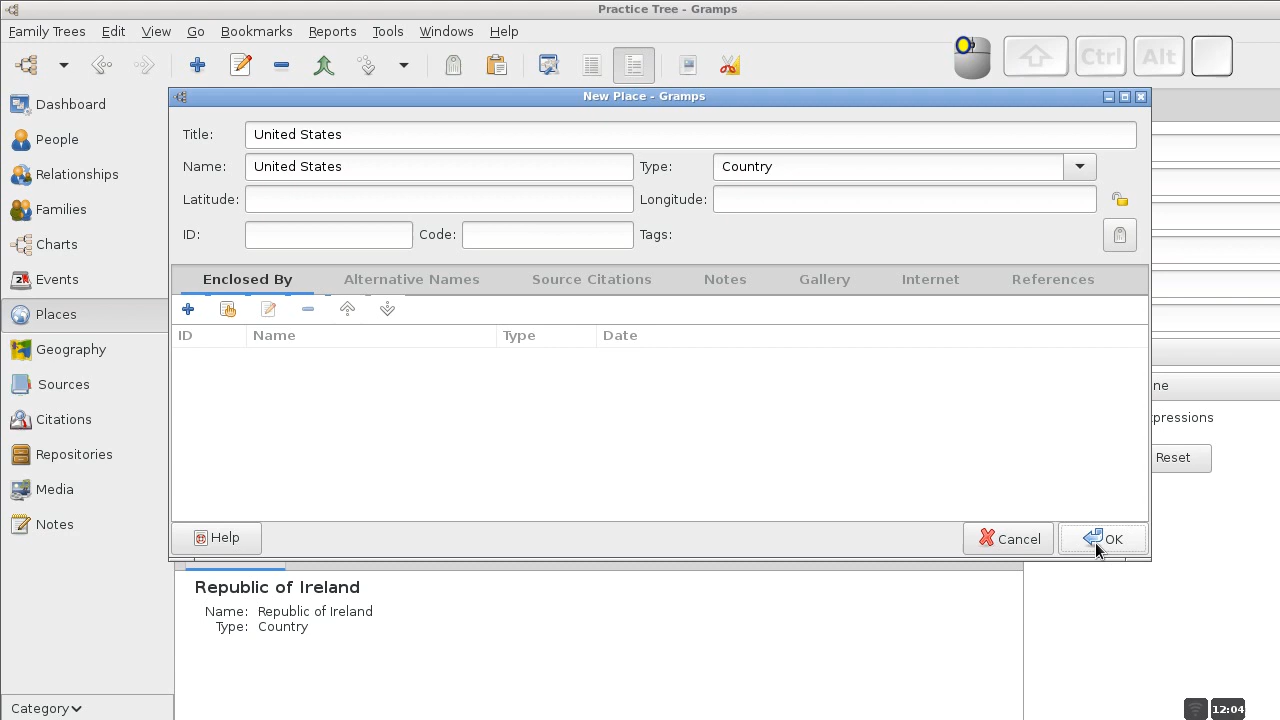 Practice Tree - Gramps
Family Trees Edit View Go Bookmarks Reports Tools Windows Help
Ctrl Alt
Dashboard
People
Relationships
Families
Charts
Events
Places
Geography
Sources
Citations
Repositories
Media
Notes
Category
New Place - Gramps
Title: United States
Name: United States Type: Country
Latitude: Longitude:
ID: Code: Tags:
Enclosed By Alternative Names Source Citations Notes Gallery Internet References
ID Name Type Date
Help Cancel OK
ne
pressions
Reset
Republic of Ireland
Name: Republic of Ireland
Type: Country
12:04